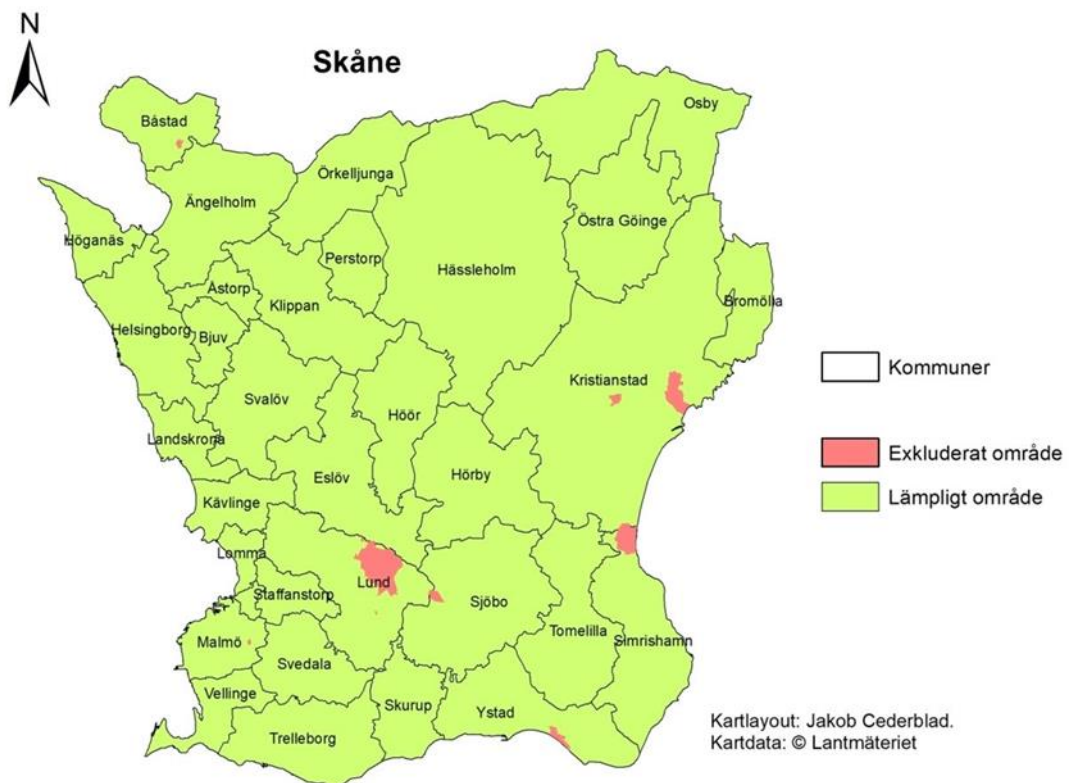 N
Skåne
Osby
Båstad
Örkelljunga
Ängelholm
Östra Göinge
Höganäs
Perstorp
Hässleholm
Åstorp
Klippan
Bromölla
Helsingborg
Bjuv
Kommuner
Kristianstad
Svalöv
Höör
Landskrona
Exkluderat område
Eslöv
Hörby
Lämpligt område
Kävlinge
Lomma
Lund
Staffanstorp
Sjöbo
Tomelilla
Simrishamn
Malmö
Svedala
Vellinge
Skurup
Ystad
Trelleborg
Kartlayout: Jakob Cederblad.
Kartdata: © Lantmäteriet